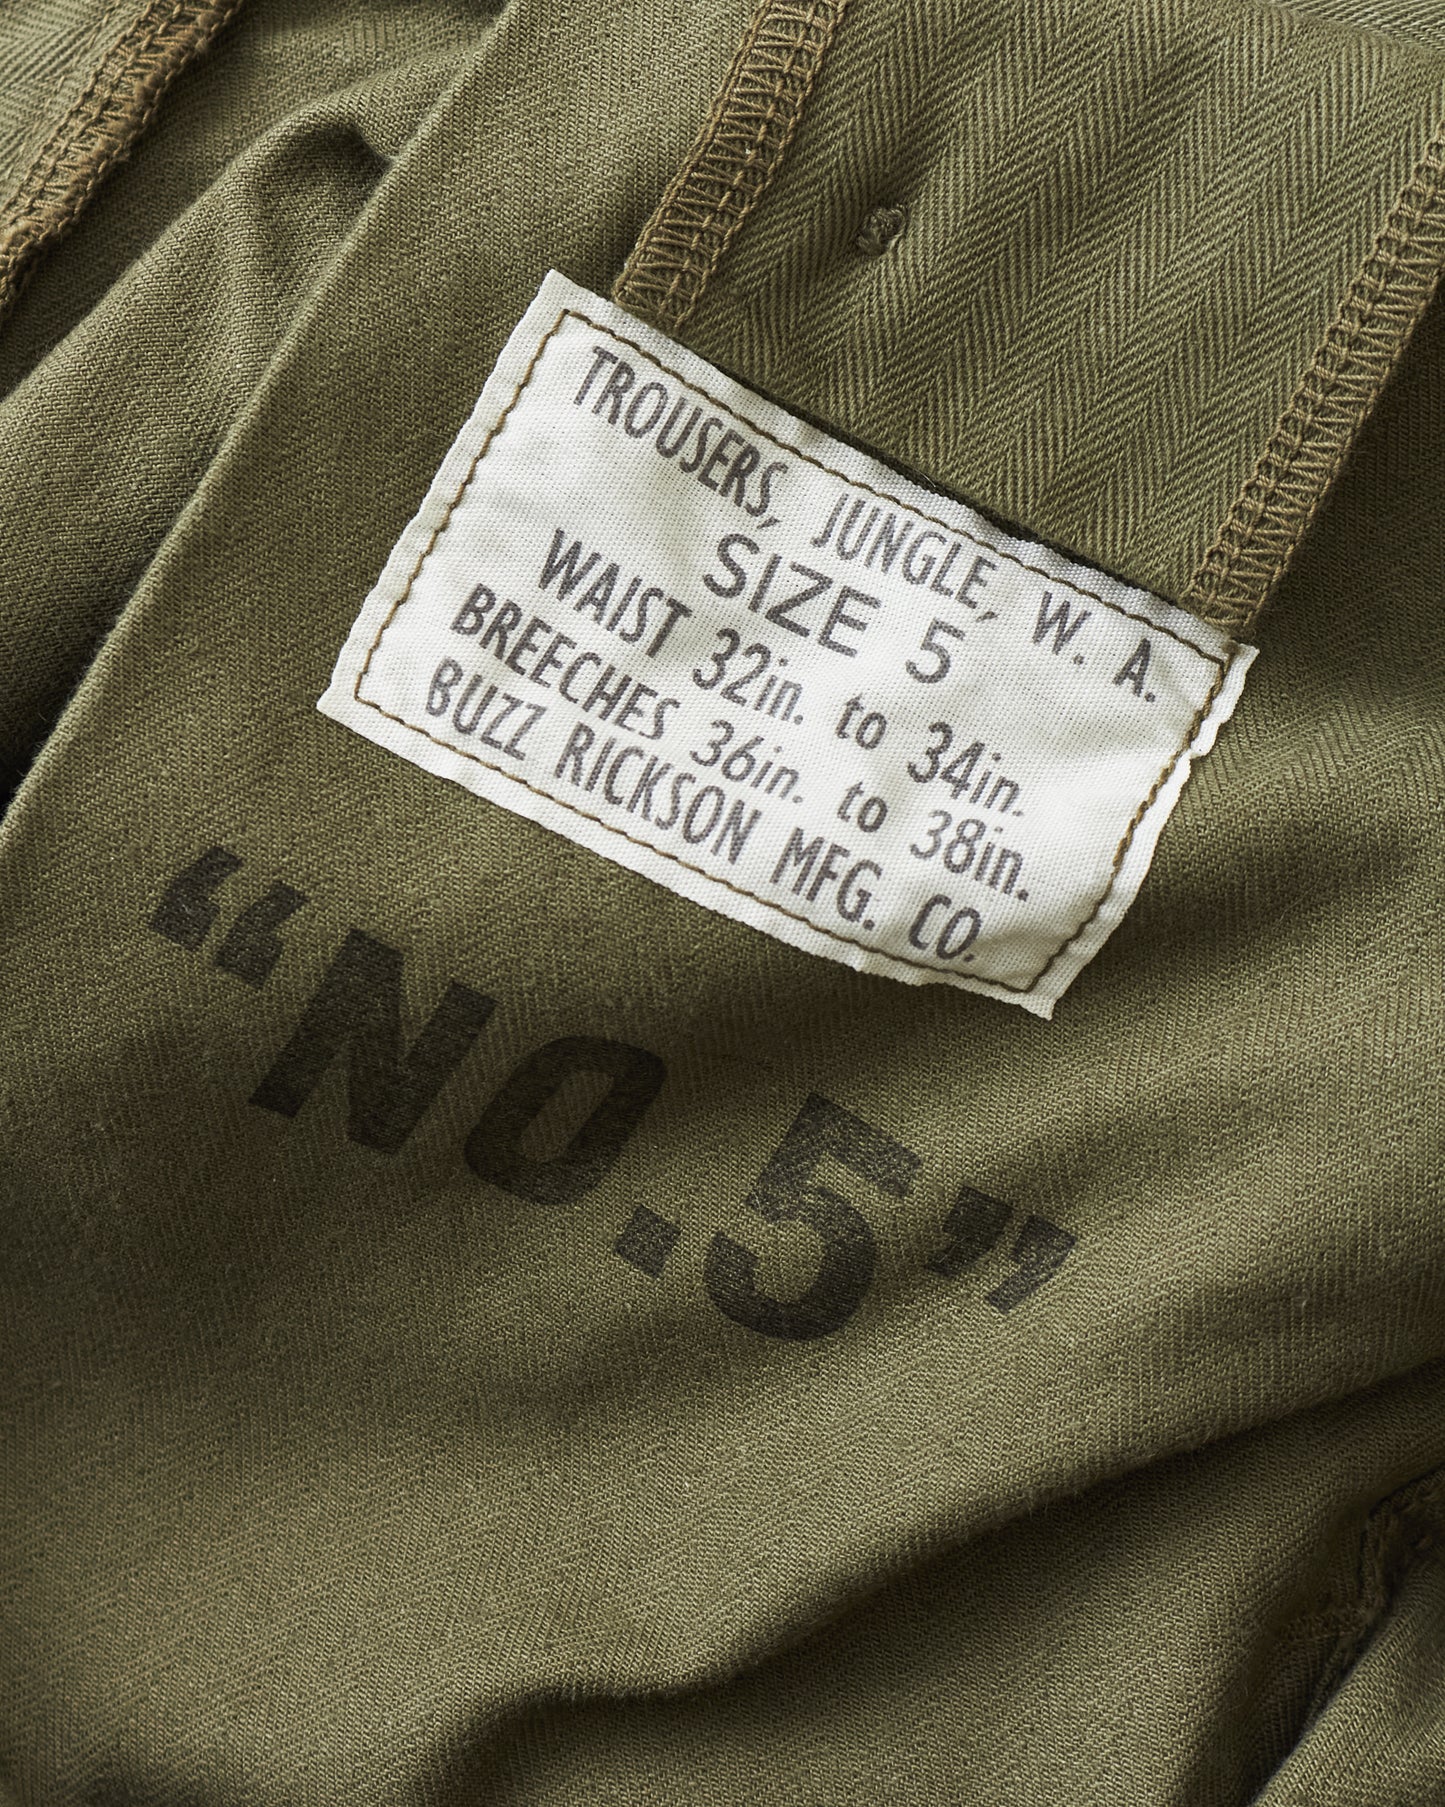 TROUSERS, JUNGLE, W. A.
SIZE 5
WAIST 32in. to 34in.
BREECHES 36in. to 38in.
BUZZ RICKSON MFG. CO.
“NO.5”